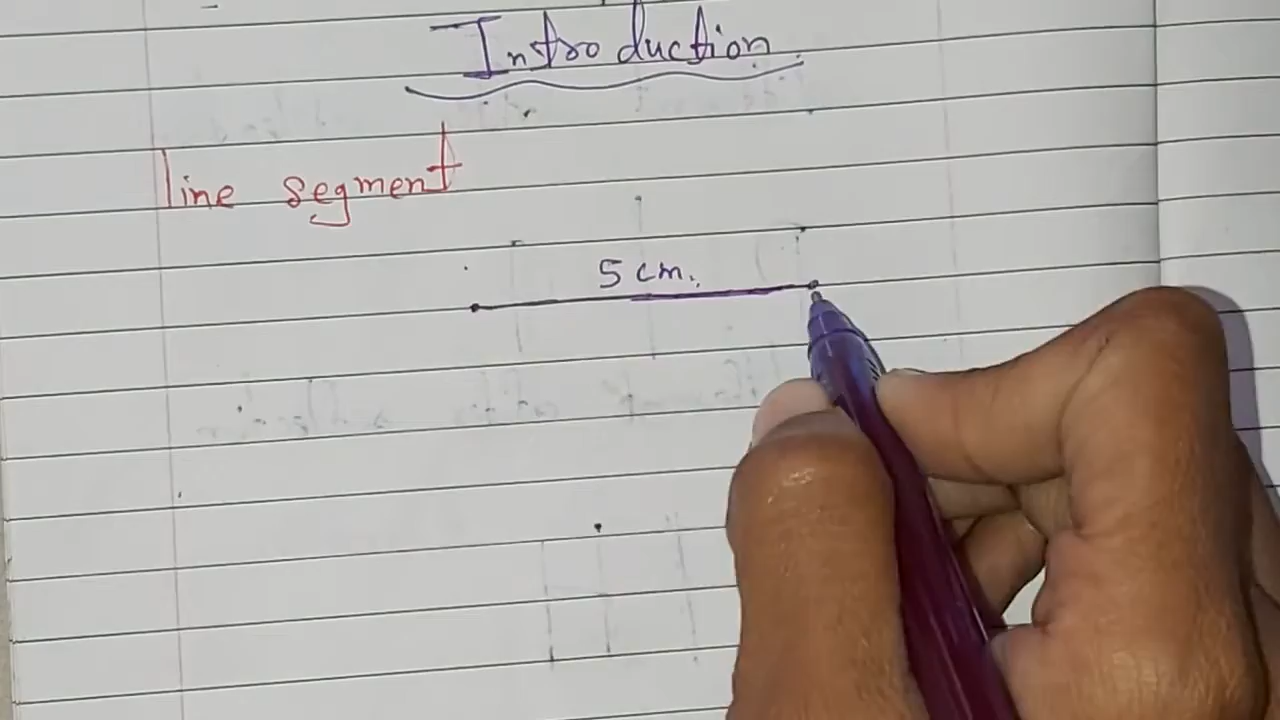 Introduction
line segment
5 cm.